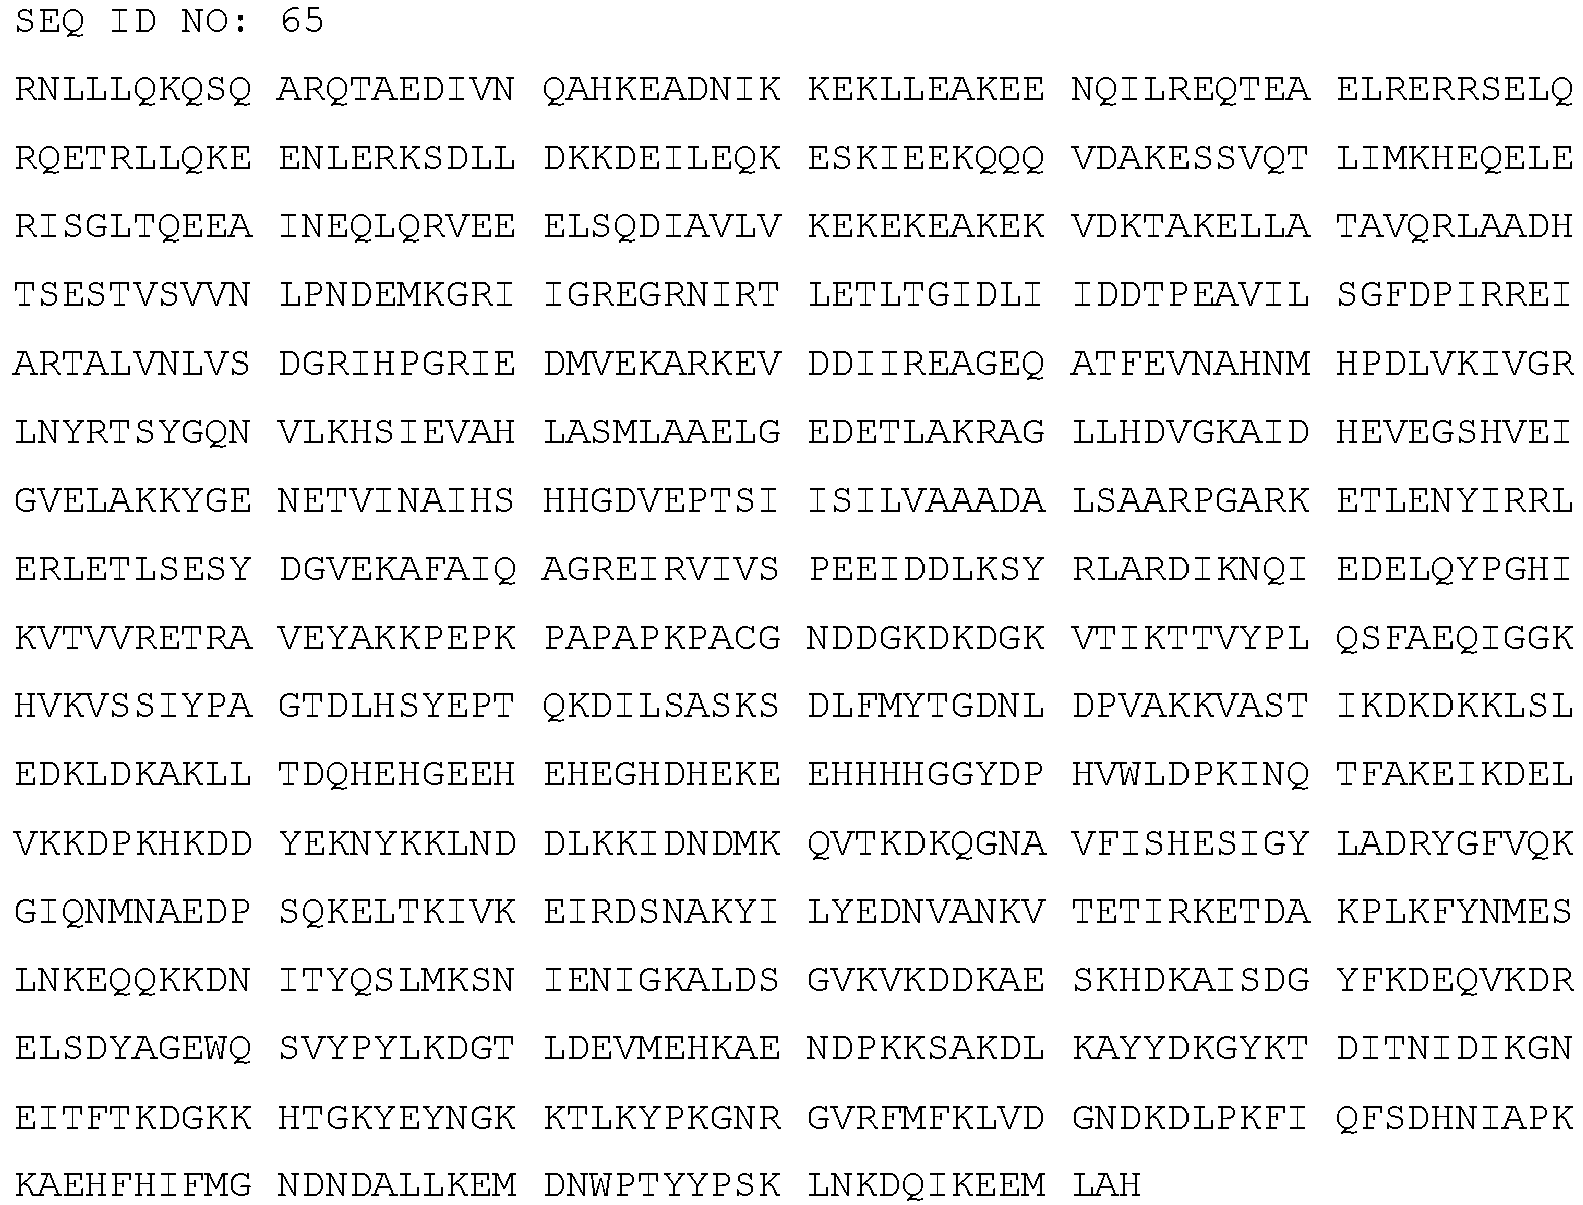 SEQ ID NO: 65
RNLLLQKQSQ ARQTAEDIVN QAHKEADNIK KEKLLEAKEE NQILREQTEA ELRERRSELQ
RQETRLLQKE ENLERKSDLL DKKDEILEQK ESKIEEKQQQ VDAKESSVQT LIMKHEQELE
RISGLTQEEA INEQLQRVEE ELSQDIAVLV KEKEKEAKEK VDKTAKELLA TAVQRLAADH
TSESTVSVVN LPNDEMKGRI IGREGRNIRT LETLTGIDLI IDDTPEAVIL SGFDPIRREI
ARTALVNLVS DGRIHPGRIE DMVEKARKEV DDIIREAGEQ ATFEVNAHNM HPDLVKIVGR
LNYRTSYGQN VLKHSIEVAH LASMLAAELG EDETLAKRAG LLHDVGKAID HEVEGSHVEI
GVELAKKYGE NETVINAIHS HHGDVEPTSI ISILVAAADA LSAARPGARK ETLENYIRRL
ERLETLSESY DGVEKAFAIQ AGREIRVIVS PEEIDDLKSY RLARDIKNQI EDELQYPGHI
KVTVVRETRA VEYAKKPEPK PAPAPKPACG NDDGKDKDGK VTIKTTVYPL QSFAEQIGGK
HVKVSSIYPA GTDLHSYEPT QKDILSASKS DLFMYTGDNL DPVAKKVAST IKDKDKKLSL
EDKLDKAKLL TDQHEHGEEH EHEGHDHEKE EHHHHGGYDP HVWLDPKINQ TFAKEIKDEL
VKKDPKHKDD YEKNYKKLND DLKKIDNDMK QVTKDKQGNA VFISHESIGY LADRYGFVQK
GIQNMNAEDP SQKELTKIVK EIRDSNAKYI LYEDNVANKV TETIRKETDA KPLKFYNMES
LNKEQQKKDN ITYQSLMKSN IENIGKALDS GVKVKDDKAE SKHDKAISDG YFKDEQVKDR
ELSDYAGEWQ SVYPYLKDGT LDEVMEHKAE NDPKKSAKDL KAYYDKGYKT DITNIDIKGN
EITFTKDGKK HTGKYEYNGK KTLKYPKGNR GVRFMFKLVD GNDKDLPKFI QFSDHNIAPK
KAEHFHIFMG NDNDALLKEM DNWPTYYPSK LNKDQIKEEM LAH